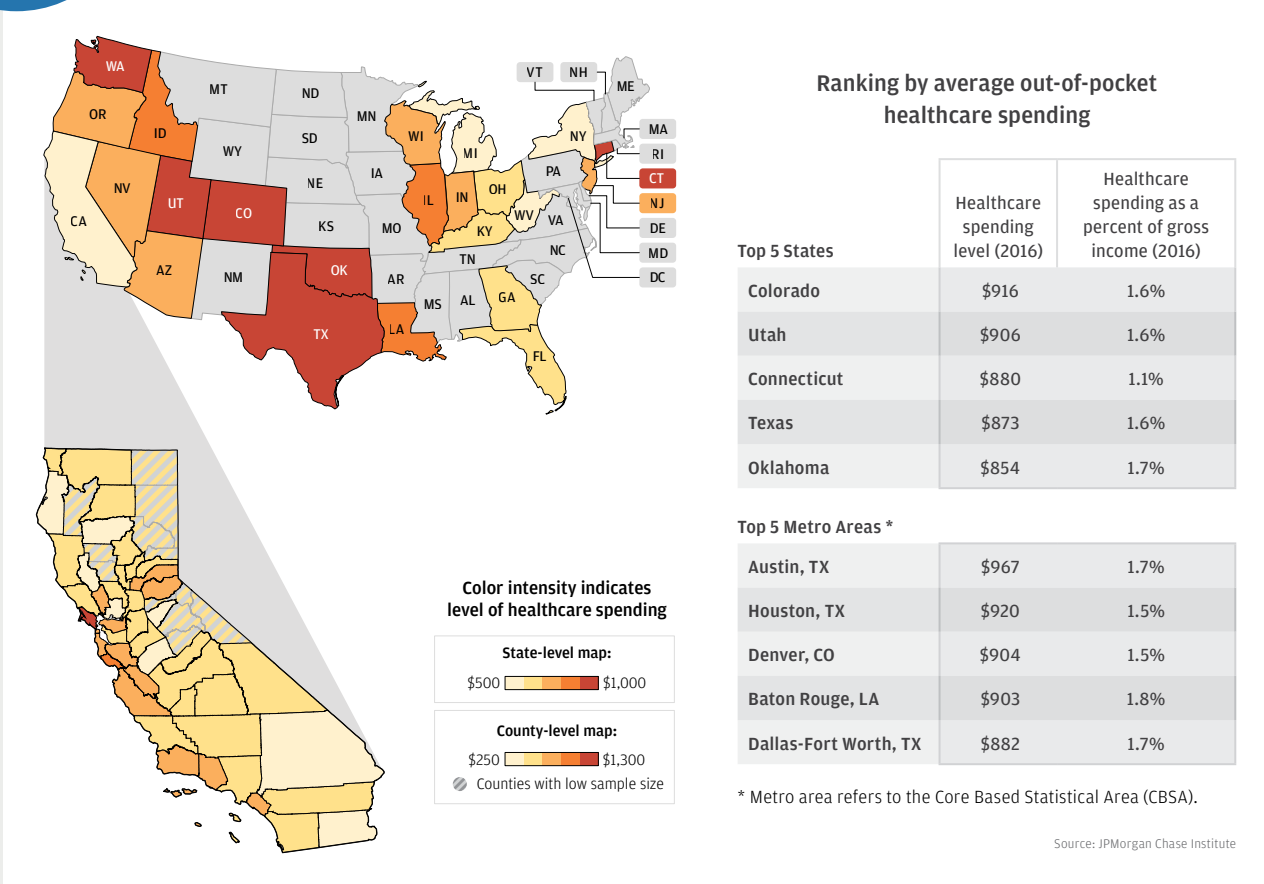 WA
MT
ND
MN
VT
NH
ME
OR
ID
SD
WI
MI
NY
MA
WY
RI
IA
PA
CT
NV
NE
IL
IN
OH
NJ
UT
CO
WV
CA
KS
MO
KY
VA
DE
NC
MD
AZ
NM
OK
AR
TN
SC
DC
MS
AL
GA
TX
LA
FL
Color intensity indicates
level of healthcare spending
State-level map:
$500 $1,000
County-level map:
$250 $1,300
Counties with low sample size
Ranking by average out-of-pocket
healthcare spending
Top 5 States
Healthcare
spending
level (2016)
Healthcare
spending as a
percent of gross
income (2016)
Colorado $916 1.6%
Utah $906 1.6%
Connecticut $880 1.1%
Texas $873 1.6%
Oklahoma $854 1.7%
Top 5 Metro Areas *
Austin, TX $967 1.7%
Houston, TX $920 1.5%
Denver, CO $904 1.5%
Baton Rouge, LA $903 1.8%
Dallas-Fort Worth, TX $882 1.7%
* Metro area refers to the Core Based Statistical Area (CBSA).
Source: JPMorgan Chase Institute